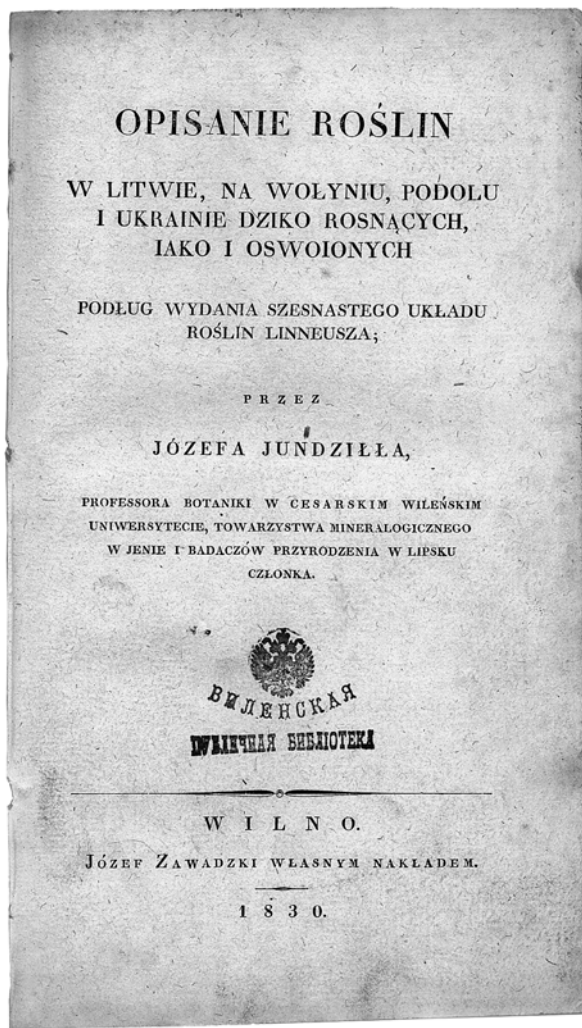 OPISANIE ROŚLIN
W LITWIE, NA WOŁYNIU, PODOLU
I UKRAINIE DZIKO ROSNĄCYCH,
IAKO I OSWOIONYCH
PODŁUG WYDANIA SZESNASTEGO UKŁADU
ROŚLIN LINNEUSZA;
PRZEZ
JÓZEFA JUNDZIŁŁA,
PROFESSORA BOTANIKI W CESARSKIM WILEŃSKIM
UNIWERSYTECIE, TOWARZYSTWA MINERALOGICZNEGO
W JENIE I BADACZÓW PRZYRODZENIA W LIPSKU
CZŁONKA.
ВИЛЕНСКАЯ
ПУБЛИЧНАЯ БИБЛІОТЕКА
WILNO.
JÓZEF ZAWADZKI WŁASNYM NAKŁADEM.
1830.